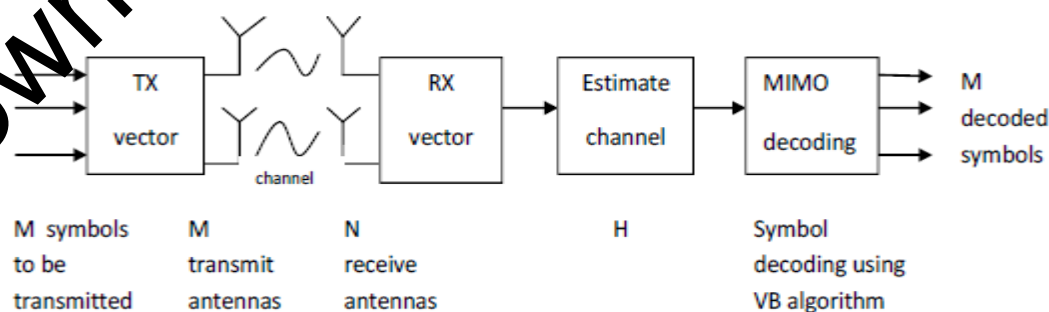 TX
vector
RX
vector
Estimate
channel
MIMO
decoding
M
decoded
symbols
channel
M symbols
to be
transmitted
M
transmit
antennas
N
receive
antennas
H
Symbol
decoding using
VB algorithm